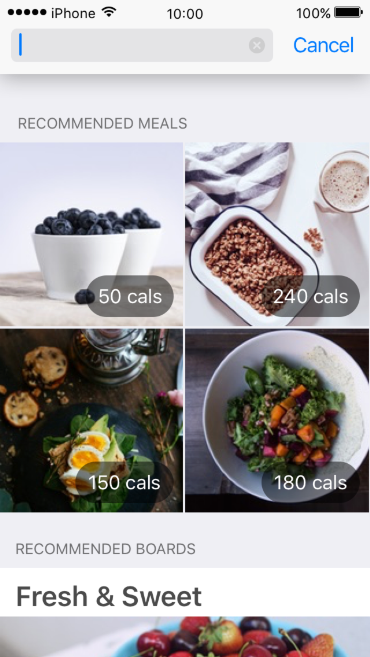 iPhone 10:00 100%
Cancel
RECOMMENDED MEALS
50 cals
240 cals
150 cals
180 cals
RECOMMENDED BOARDS
Fresh & Sweet